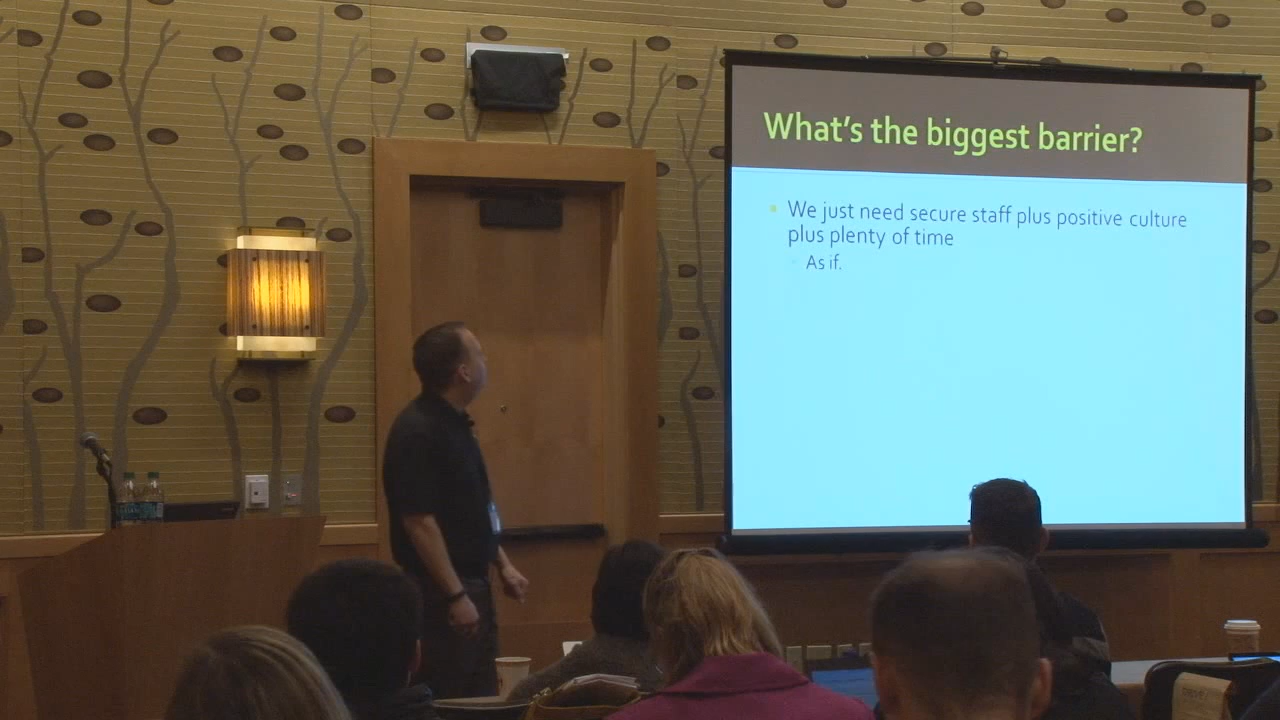 What's the biggest barrier?
We just need secure staff plus positive culture
plus plenty of time
As if.